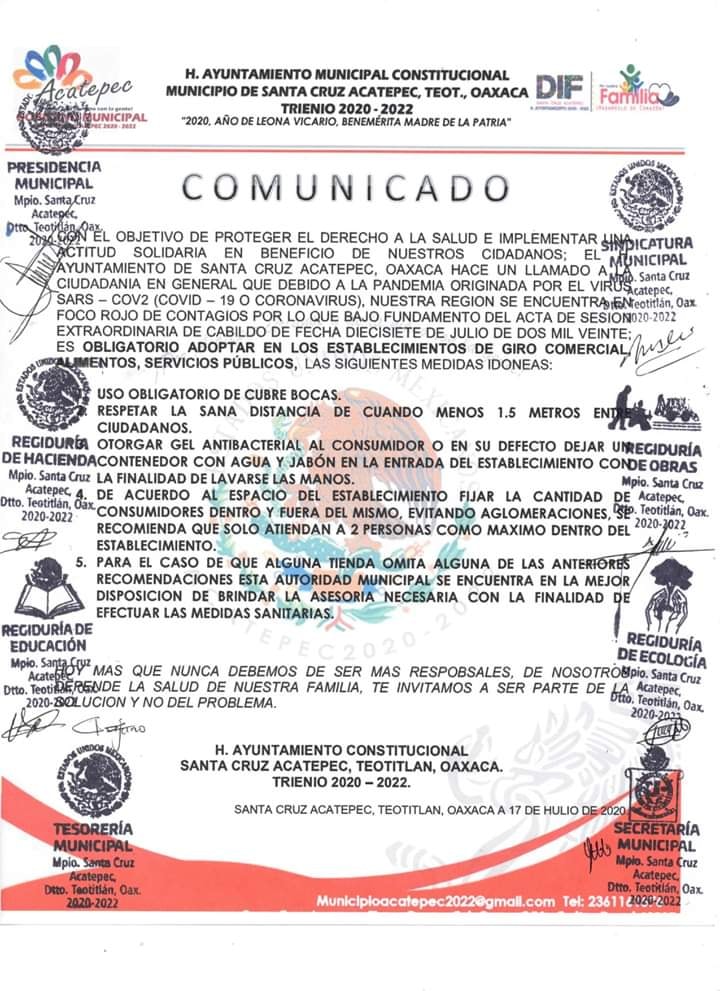 H. AYUNTAMIENTO MUNICIPAL CONSTITUCIONAL
MUNICIPIO DE SANTA CRUZ ACATEPEC, TEOT., OAXACA
TRIENIO 2020 - 2022
"2020, AÑO DE LEONA VICARIO, BENEMÉRITA MADRE DE LA PATRIA"
Acatepec
MUNICIPAL
DIF
Familia
COMUNICADO
PRESIDENCIA
MUNICIPAL
Mpio. Santa Cruz
Acatepec,
Dtto. Teotitlán, Oax.
2020-2022
SINDICATURA
MUNICIPAL
Mpio. Santa Cruz
Acatepec,
Teotitlán, Oax.
2020-2022
CON EL OBJETIVO DE PROTEGER EL DERECHO A LA SALUD E IMPLEMENTAR UNA
ACTITUD SOLIDARIA EN BENEFICIO DE NUESTROS CIUDADANOS; EL
AYUNTAMIENTO DE SANTA CRUZ ACATEPEC, OAXACA HACE UN LLAMADO A LA
CIUDADANIA EN GENERAL QUE DEBIDO A LA PANDEMIA ORIGINADA POR EL VIRUS
SARS – COV2 (COVID – 19 O CORONAVIRUS), NUESTRA REGION SE ENCUENTRA EN
FOCO ROJO DE CONTAGIOS POR LO QUE BAJO FUNDAMENTO DEL ACTA DE SESION
EXTRAORDINARIA DE CABILDO DE FECHA DIECISIETE DE JULIO DE DOS MIL VEINTE;
ES OBLIGATORIO ADOPTAR EN LOS ESTABLECIMIENTOS DE GIRO COMERCIAL,
ALIMENTOS, SERVICIOS PÚBLICOS, LAS SIGUIENTES MEDIDAS IDONEAS:
USO OBLIGATORIO DE CUBRE BOCAS.
RESPETAR LA SANA DISTANCIA DE CUANDO MENOS 1.5 METROS ENTRE
CIUDADANOS.
OTORGAR GEL ANTIBACTERIAL AL CONSUMIDOR O EN SU DEFECTO DEJAR UN
CONTENEDOR CON AGUA Y JABÓN EN LA ENTRADA DEL ESTABLECIMIENTO CON
LA FINALIDAD DE LAVARSE LAS MANOS.
4. DE ACUERDO AL ESPACIO DEL ESTABLECIMIENTO FIJAR LA CANTIDAD DE
CONSUMIDORES DENTRO Y FUERA DEL MISMO, EVITANDO AGLOMERACIONES, SE
RECOMIENDA QUE SOLO ATIENDAN A 2 PERSONAS COMO MAXIMO DENTRO DEL
ESTABLECIMIENTO.
5. PARA EL CASO DE QUE ALGUNA TIENDA OMITA ALGUNA DE LAS ANTERIORES
RECOMENDACIONES ESTA AUTORIDAD MUNICIPAL SE ENCUENTRA EN LA MEJOR
DISPOSICION DE BRINDAR LA ASESORIA NECESARIA CON LA FINALIDAD DE
EFECTUAR LAS MEDIDAS SANITARIAS.
REGIDURÍA
DE HACIENDA
Mpio. Santa Cruz
Acatepec,
Dtto. Teotitlán, Oax.
2020-2022
REGIDURÍA
DE OBRAS
Mpio. Santa Cruz
Acatepec,
Dtto. Teotitlán, Oax.
2020-2022
REGIDURÍA DE
EDUCACIÓN
Mpio. Santa Cruz
Acatepec,
Dtto. Teotitlán, Oax.
2020-2022
REGIDURÍA
DE ECOLOGÍA
Mpio. Santa Cruz
Acatepec,
Dtto. Teotitlán, Oax.
2020-2022
HOY MAS QUE NUNCA DEBEMOS DE SER MAS RESPOBSALES, DE NOSOTROS
DEPENDE LA SALUD DE NUESTRA FAMILIA, TE INVITAMOS A SER PARTE DE LA
SOLUCION Y NO DEL PROBLEMA.
H. AYUNTAMIENTO CONSTITUCIONAL
SANTA CRUZ ACATEPEC, TEOTITLAN, OAXACA.
TRIENIO 2020 – 2022.
SANTA CRUZ ACATEPEC, TEOTITLAN, OAXACA A 17 DE HULIO DE 2020
TESORERÍA
MUNICIPAL
Mpio. Santa Cruz
Acatepec,
Dtto. Teotitlán, Oax.
2020-2022
SECRETARÍA
MUNICIPAL
Mpio. Santa Cruz
Acatepec,
Dtto. Teotitlán, Oax.
2020-2022
Municipioacatepec2022@gmail.com Tel: